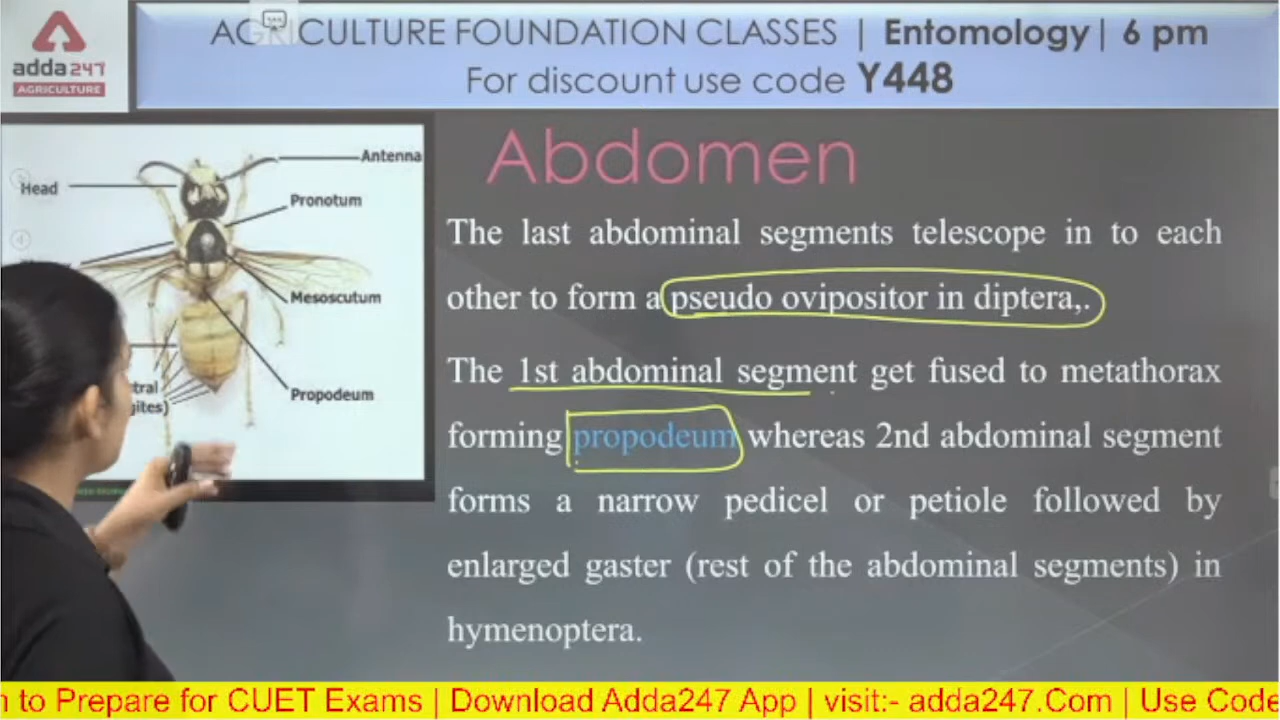 AGRICULTURE FOUNDATION CLASSES | Entomology| 6 pm
For discount use code Y448
adda247
AGRICULTURE
Antenna
Head
Pronotum
Mesoscutum
Propodeum
Abdomen
The last abdominal segments telescope in to each
other to form a pseudo ovipositor in diptera,.
The 1st abdominal segment get fused to metathorax
forming propodeum whereas 2nd abdominal segment
forms a narrow pedicel or petiole followed by
enlarged gaster (rest of the abdominal segments) in
hymenoptera.
to Prepare for CUET Exams | Download Adda247 App | visit:- adda247.Com | Use Code